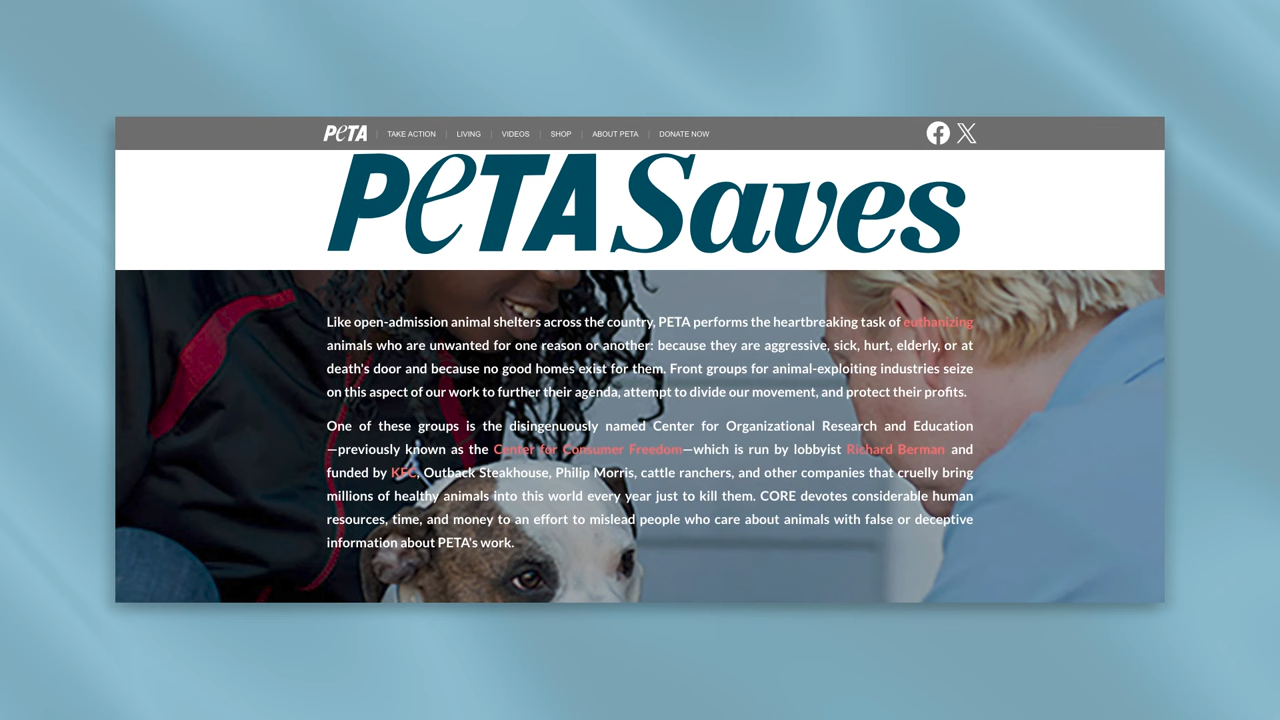 PETA | TAKE ACTION | LIVING | VIDEOS | SHOP | ABOUT PETA | DONATE NOW
PETA Saves
Like open-admission animal shelters across the country, PETA performs the heartbreaking task of euthanizing
animals who are unwanted for one reason or another: because they are aggressive, sick, hurt, elderly, or at
death's door and because no good homes exist for them. Front groups for animal-exploiting industries seize
on this aspect of our work to further their agenda, attempt to divide our movement, and protect their profits.
One of these groups is the disingenuously named Center for Organizational Research and Education
—previously known as the Center for Consumer Freedom—which is run by lobbyist Richard Berman and
funded by KFC, Outback Steakhouse, Philip Morris, cattle ranchers, and other companies that cruelly bring
millions of healthy animals into this world every year just to kill them. CORE devotes considerable human
resources, time, and money to an effort to mislead people who care about animals with false or deceptive
information about PETA's work.